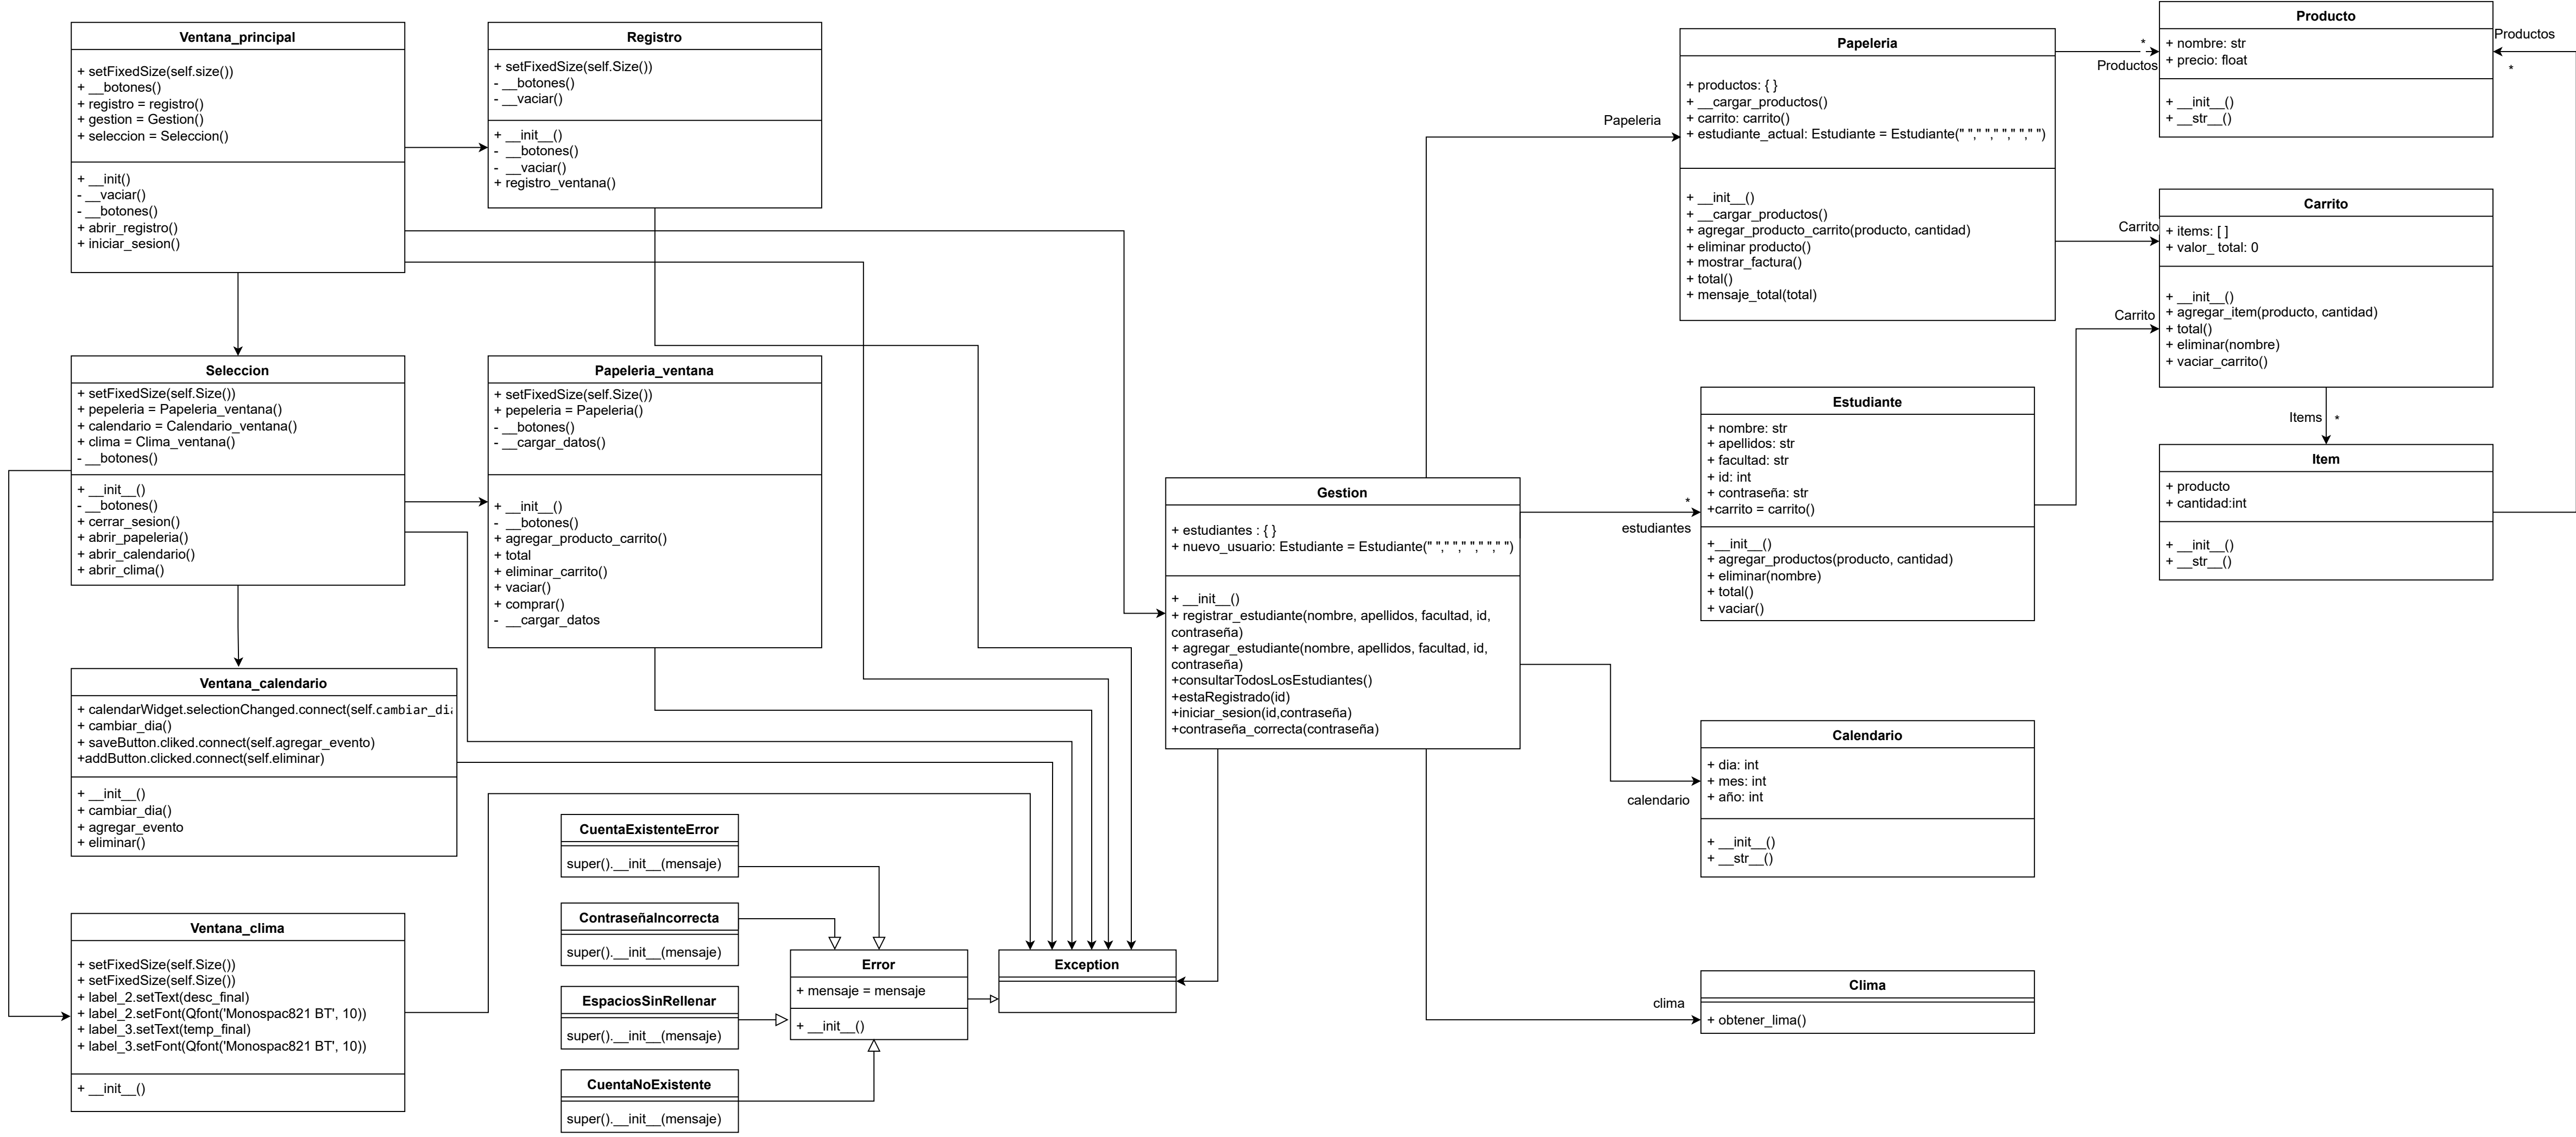 Ventana_principal
+ setFixedSize(self.size())
+ __botones()
+ registro = registro()
+ gestion = Gestion()
+ seleccion = Seleccion()
+ __init()
- __vaciar()
- __botones()
+ abrir_registro()
+ iniciar_sesion()
Registro
+ setFixedSize(self.Size())
- __botones()
- __vaciar()
+ __init__()
-  __botones()
-  __vaciar()
+ registro_ventana()
Seleccion
+ setFixedSize(self.Size())
+ pepeleria = Papeleria_ventana()
+ calendario = Calendario_ventana()
+ clima = Clima_ventana()
- __botones()
+ __init__()
- __botones()
+ cerrar_sesion()
+ abrir_papeleria()
+ abrir_calendario()
+ abrir_clima()
Papeleria_ventana
+ setFixedSize(self.Size())
+ pepeleria = Papeleria()
- __botones()
- __cargar_datos()
+ __init__()
-  __botones()
+ agregar_producto_carrito()
+ total
+ eliminar_carrito()
+ vaciar()
+ comprar()
-  __cargar_datos
Ventana_calendario
+ calendarWidget.selectionChanged.connect(self.cambiar_dia
+ cambiar_dia()
+ saveButton.cliked.connect(self.agregar_evento)
+addButton.clicked.connect(self.eliminar)
+ __init__()
+ cambiar_dia()
+ agregar_evento
+ eliminar()
Ventana_clima
+ setFixedSize(self.Size())
+ setFixedSize(self.Size())
+ label_2.setText(desc_final)
+ label_2.setFont(Qfont('Monospac821 BT', 10))
+ label_3.setText(temp_final)
+ label_3.setFont(Qfont('Monospac821 BT', 10))
+ __init__()
CuentaExistenteError
super().__init__(mensaje)
ContraseñaIncorrecta
super().__init__(mensaje)
EspaciosSinRellenar
super().__init__(mensaje)
CuentaNoExistente
super().__init__(mensaje)
Error
+ mensaje = mensaje
+ __init__()
Exception
Gestion
+ estudiantes : { }
+ nuevo_usuario: Estudiante = Estudiante(" "," "," "," "," ")
+ __init__()
+ registrar_estudiante(nombre, apellidos, facultad, id,
contraseña)
+ agregar_estudiante(nombre, apellidos, facultad, id,
contraseña)
+consultarTodosLosEstudiantes()
+estaRegistrado(id)
+iniciar_sesion(id,contraseña)
+contraseña_correcta(contraseña)
Papeleria
Papeleria
+ productos: { }
+ __cargar_productos()
+ carrito: carrito()
+ estudiante_actual: Estudiante = Estudiante(" "," "," "," "," ")
+ __init__()
+ __cargar_productos()
+ agregar_producto_carrito(producto, cantidad)
+ eliminar producto()
+ mostrar_factura()
+ total()
+ mensaje_total(total)
*
Productos
Producto
+ nombre: str
+ precio: float
+ __init__()
+ __str__()
Productos
*
Carrito
Carrito
+ items: [ ]
+ valor_ total: 0
+ __init__()
+ agregar_item(producto, cantidad)
+ total()
+ eliminar(nombre)
+ vaciar_carrito()
Carrito
Items
*
Item
+ producto
+ cantidad:int
+ __init__()
+ __str__()
*
estudiantes
Estudiante
+ nombre: str
+ apellidos: str
+ facultad: str
+ id: int
+ contraseña: str
+carrito = carrito()
+__init__()
+ agregar_productos(producto, cantidad)
+ eliminar(nombre)
+ total()
+ vaciar()
calendario
Calendario
+ dia: int
+ mes: int
+ año: int
+ __init__()
+ __str__()
clima
Clima
+ obtener_lima()